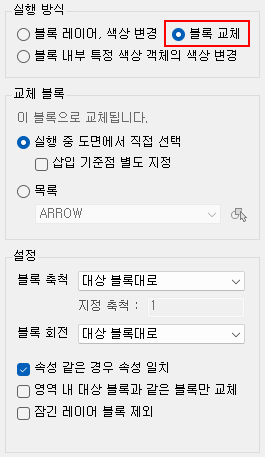 실행 방식
블록 레이어, 색상 변경 블록 교체
블록 내부 특정 색상 객체의 색상 변경
교체 블록
이 블록으로 교체됩니다.
실행 중 도면에서 직접 선택
삽입 기준점 별도 지정
목록
ARROW
설정
블록 축척 대상 블록대로
지정 축척 : 1
블록 회전 대상 블록대로
속성 같은 경우 속성 일치
영역 내 대상 블록과 같은 블록만 교체
잠긴 레이어 블록 제외